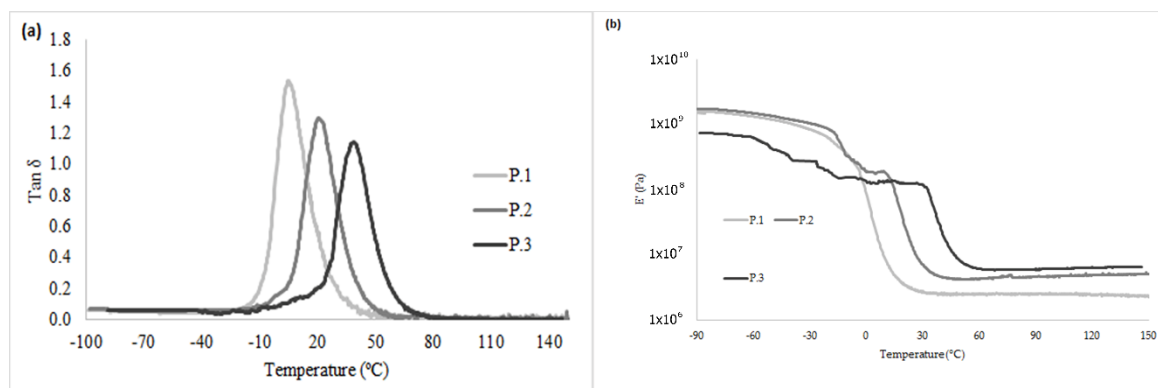 (a)
1.8
1.6
1.4
1.2
1.0
0.8
0.6
0.4
0.2
0.0
Tan δ
-100 -70 -40 -10 20 50 80 110 140
Temperature (ºC)
P.1
P.2
P.3
(b)
1x10¹⁰
1x10⁹
1x10⁸
1x10⁷
1x10⁶
E' (Pa)
-90 -60 -30 0 30 60 90 120 150
Temperature (ºC)
P.1 P.2
P.3